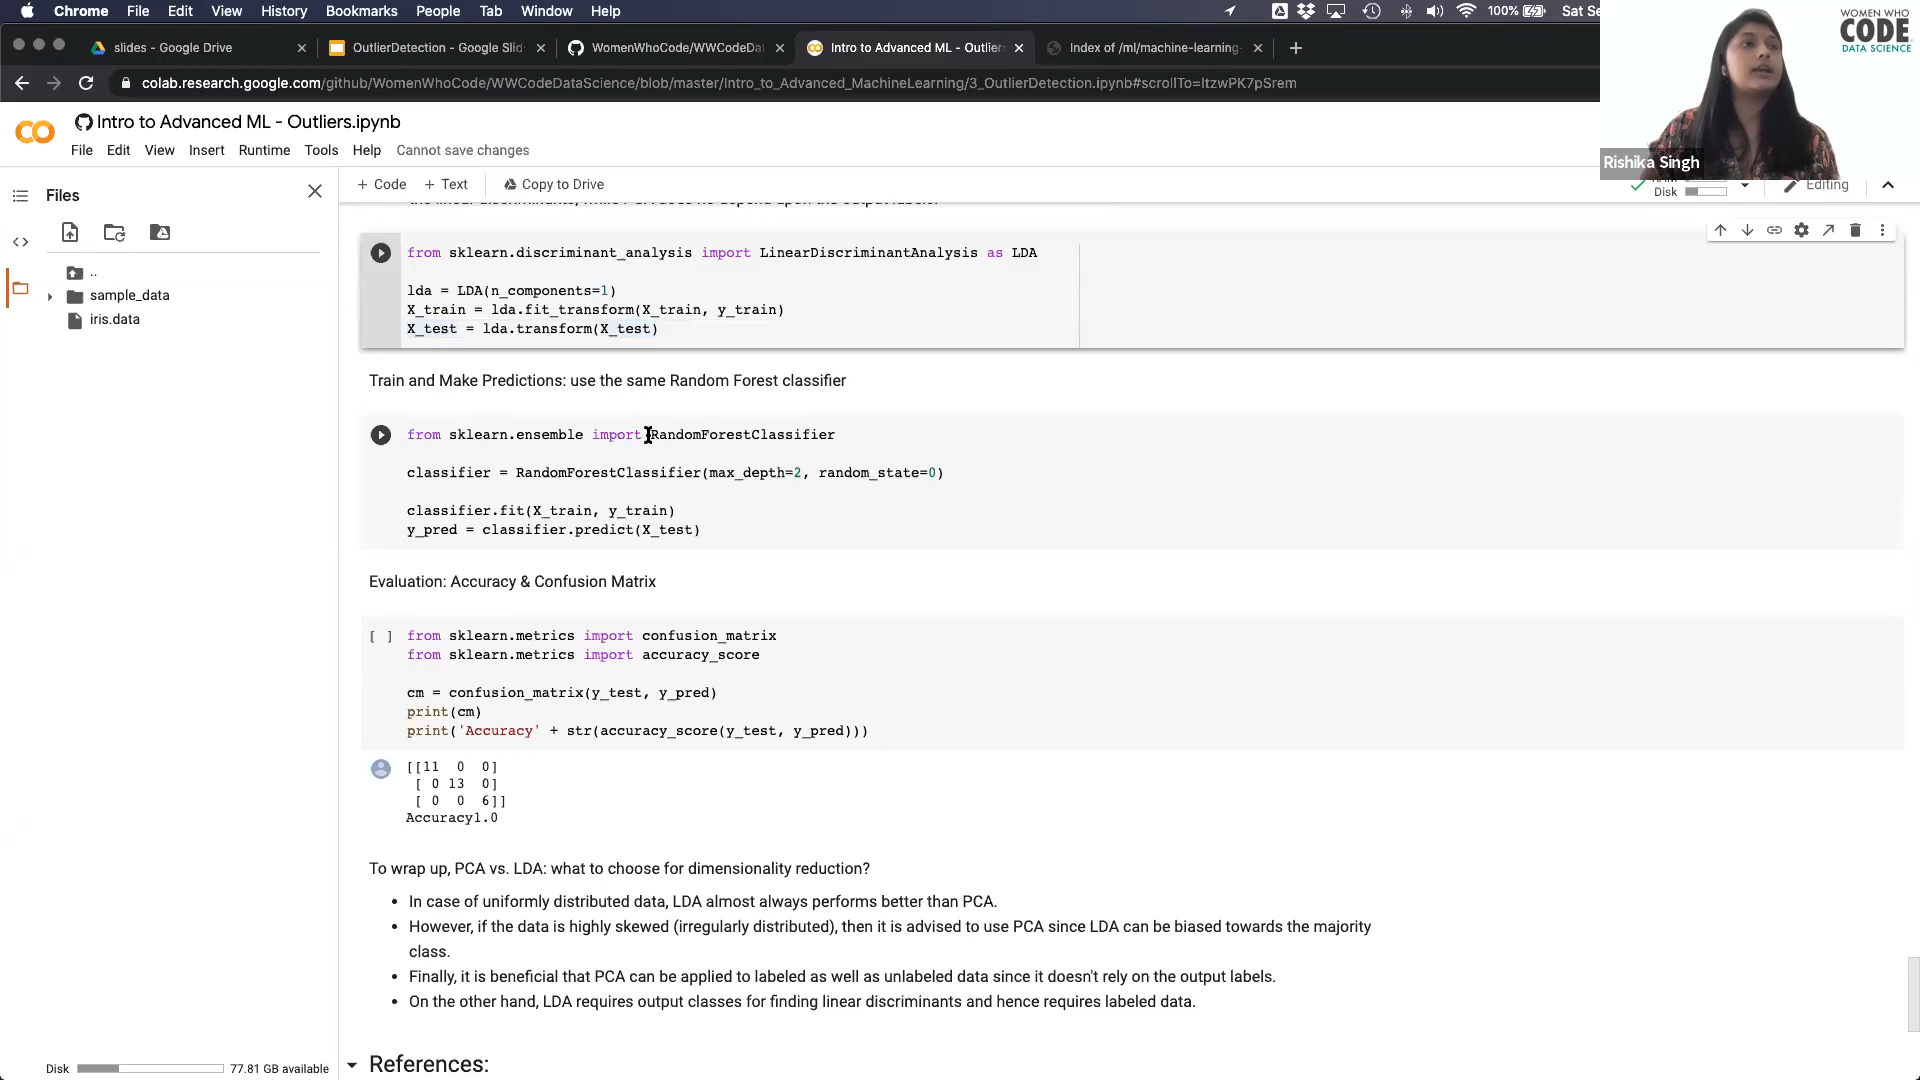 Chrome File Edit View History Bookmarks People Tab Window Help 100% Sat Se
slides - Google Drive OutlierDetection - Google Slid WomenWhoCode/WWCodeDat Intro to Advanced ML - Outlier Index of /ml/machine-learning-
colab.research.google.com/github/WomenWhoCode/WWCodeDataScience/blob/master/Intro_to_Advanced_MachineLearning/3_OutlierDetection.ipynb#scrollTo=ItzwPK7pSrem
WOMEN WHO
CODE
DATA SCIENCE
Rishika Singh
Intro to Advanced ML - Outliers.ipynb
File Edit View Insert Runtime Tools Help Cannot save changes
Files
+ Code + Text Copy to Drive
Disk
Editing
..
sample_data
iris.data
from sklearn.discriminant_analysis import LinearDiscriminantAnalysis as LDA
lda = LDA(n_components=1)
X_train = lda.fit_transform(X_train, y_train)
X_test = lda.transform(X_test)
Train and Make Predictions: use the same Random Forest classifier
from sklearn.ensemble import RandomForestClassifier
classifier = RandomForestClassifier(max_depth=2, random_state=0)
classifier.fit(X_train, y_train)
y_pred = classifier.predict(X_test)
Evaluation: Accuracy & Confusion Matrix
[ ] from sklearn.metrics import confusion_matrix
from sklearn.metrics import accuracy_score
cm = confusion_matrix(y_test, y_pred)
print(cm)
print('Accuracy' + str(accuracy_score(y_test, y_pred)))
[[11 0 0]
[ 0 13 0]
[ 0 0 6]]
Accuracy1.0
To wrap up, PCA vs. LDA: what to choose for dimensionality reduction?
• In case of uniformly distributed data, LDA almost always performs better than PCA.
• However, if the data is highly skewed (irregularly distributed), then it is advised to use PCA since LDA can be biased towards the majority
class.
• Finally, it is beneficial that PCA can be applied to labeled as well as unlabeled data since it doesn't rely on the output labels.
• On the other hand, LDA requires output classes for finding linear discriminants and hence requires labeled data.
References:
Disk 77.81 GB available